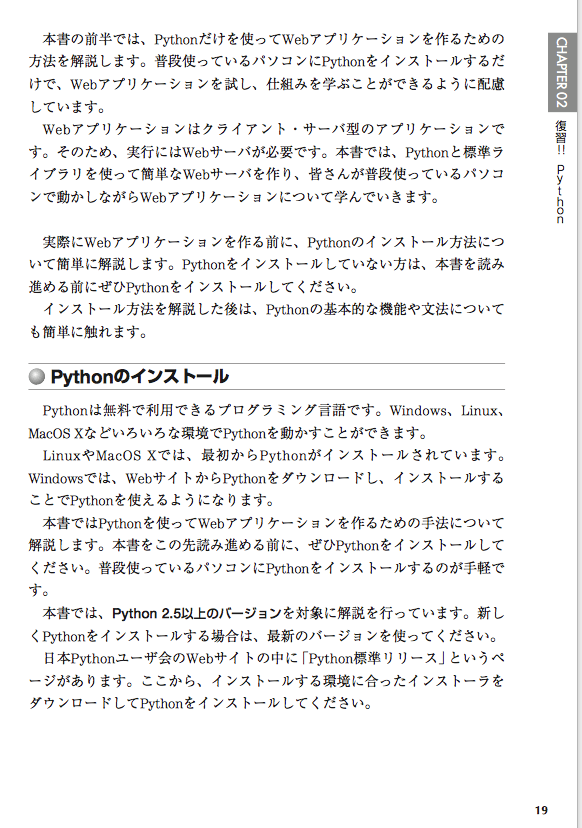 本書の前半では、Pythonだけを使ってWebアプリケーションを作るための
方法を解説します。普段使っているパソコンにPythonをインストールするだ
けで、Webアプリケーションを試し、仕組みを学ぶことができるように配慮
しています。
Webアプリケーションはクライアント・サーバ型のアプリケーションで
す。そのため、実行にはWebサーバが必要です。本書では、Pythonと標準ラ
イブラリを使って簡単なWebサーバを作り、皆さんが普段使っているパソコ
ンで動かしながらWebアプリケーションについて学んでいきます。
実際にWebアプリケーションを作る前に、Pythonのインストール方法につ
いて簡単に解説します。Pythonをインストールしていない方は、本書を読み
進める前にぜひPythonをインストールしてください。
インストール方法を解説した後は、Pythonの基本的な機能や文法について
も簡単に触れます。
Pythonのインストール
Pythonは無料で利用できるプログラミング言語です。Windows、Linux、
MacOS Xなどいろいろな環境でPythonを動かすことができます。
LinuxやMacOS Xでは、最初からPythonがインストールされています。
Windowsでは、WebサイトからPythonをダウンロードし、インストールする
ことでPythonを使えるようになります。
本書ではPythonを使ってWebアプリケーションを作るための手法について
解説します。本書をこの先読み進める前に、ぜひPythonをインストールして
ください。普段使っているパソコンにPythonをインストールするのが手軽で
す。
本書では、Python 2.5以上のバージョンを対象に解説を行っています。新し
くPythonをインストールする場合は、最新のバージョンを使ってください。
日本Pythonユーザ会のWebサイトの中に「Python標準リリース」というペ
ージがあります。ここから、インストールする環境に合ったインストーラを
ダウンロードしてPythonをインストールしてください。
CHAPTER 02
復習!! Python
19